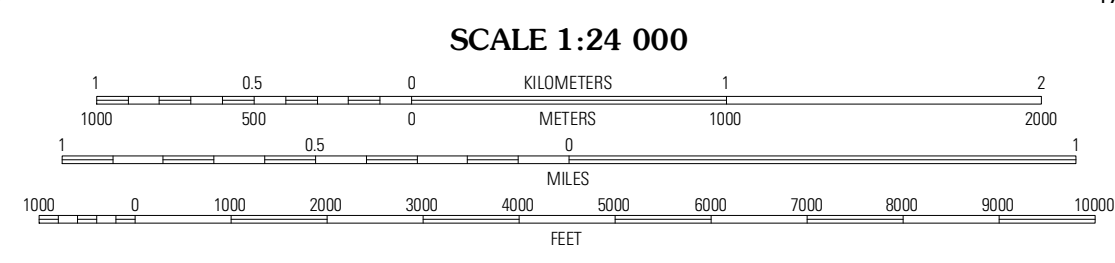 SCALE 1:24 000
1 0.5 0 KILOMETERS 1 2
1000 500 0 METERS 1000 2000
1 0.5 0 1
MILES
1000 0 1000 2000 3000 4000 5000 6000 7000 8000 9000 10000
FEET